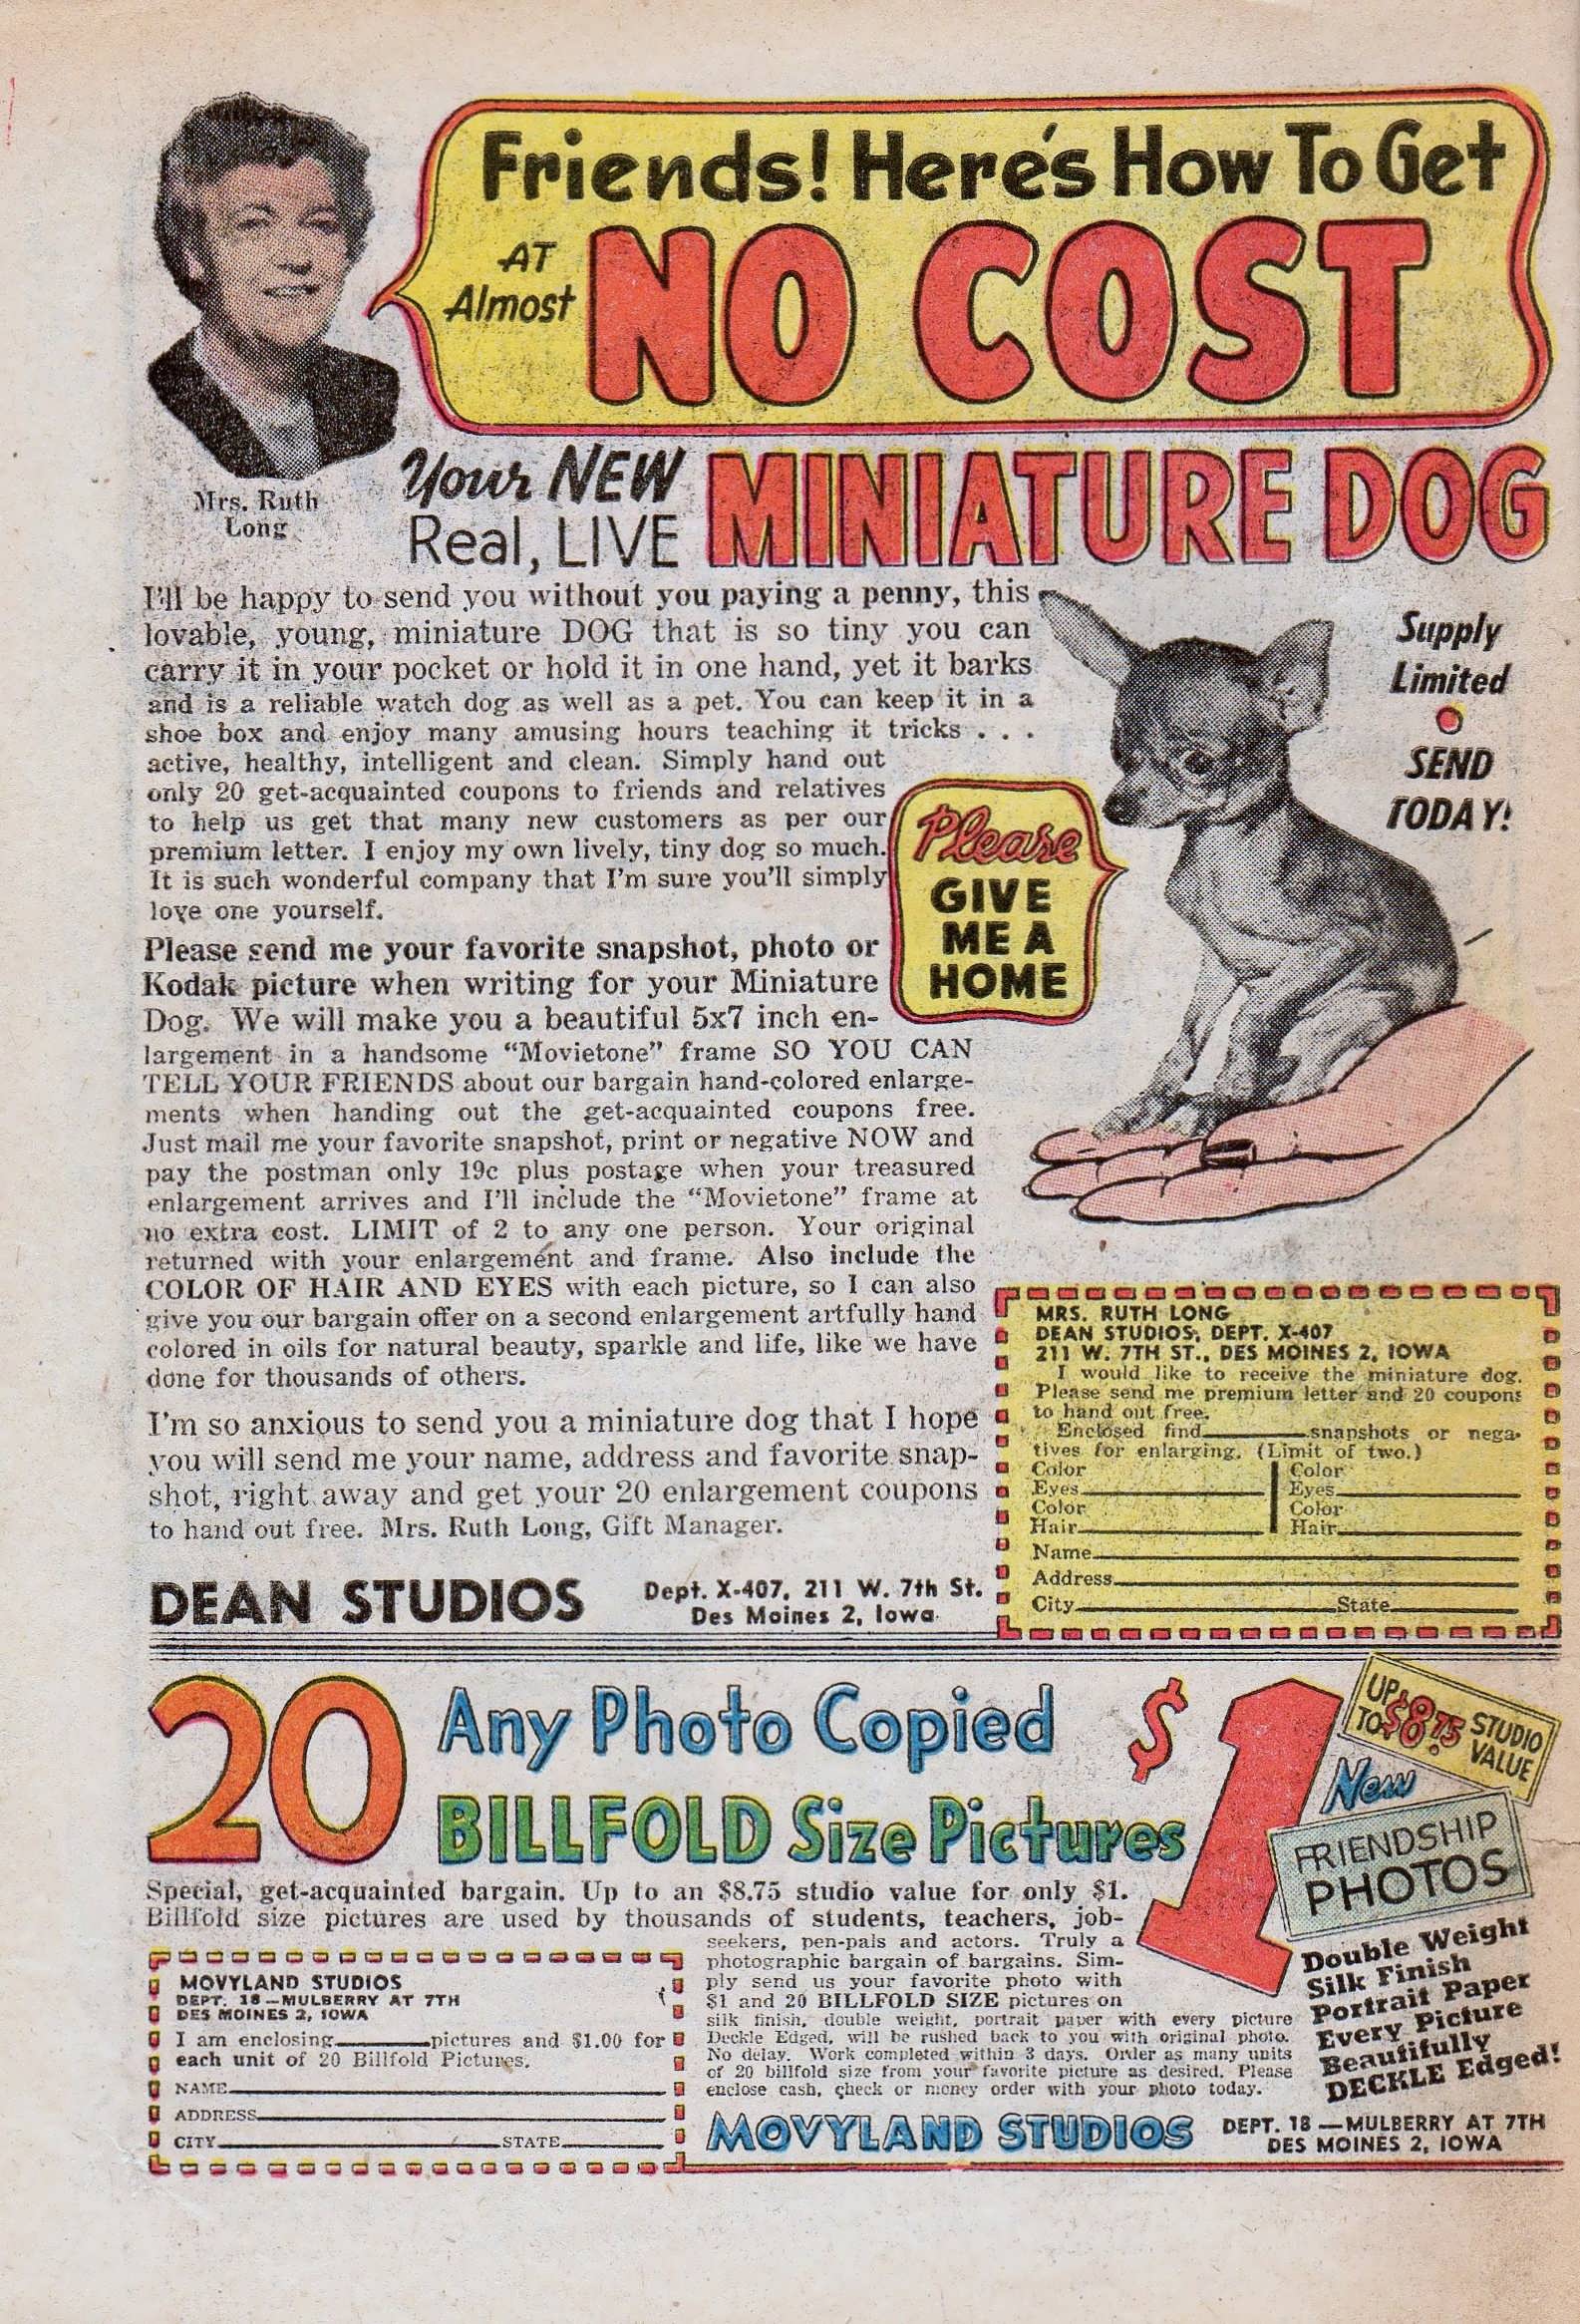 Friends! Here's How To Get
AT Almost NO COST
Your NEW Real, LIVE MINIATURE DOG
Mrs. Ruth
Long
I'll be happy to send you without you paying a penny, this
lovable, young, miniature DOG that is so tiny you can
carry it in your pocket or hold it in one hand, yet it barks
and is a reliable watch dog as well as a pet. You can keep it in a
shoe box and enjoy many amusing hours teaching it tricks . . .
active, healthy, intelligent and clean. Simply hand out
only 20 get-acquainted coupons to friends and relatives
to help us get that many new customers as per our
premium letter. I enjoy my own lively, tiny dog so much.
It is such wonderful company that I'm sure you'll simply
love one yourself.
Supply
Limited
SEND
TODAY!
Please
GIVE
ME A
HOME
Please send me your favorite snapshot, photo or
Kodak picture when writing for your Miniature
Dog. We will make you a beautiful 5x7 inch en-
largement in a handsome “Movietone” frame SO YOU CAN
TELL YOUR FRIENDS about our bargain hand-colored enlarge-
ments when handing out the get-acquainted coupons free.
Just mail me your favorite snapshot, print or negative NOW and
pay the postman only 19c plus postage when your treasured
enlargement arrives and I'll include the “Movietone” frame at
no extra cost. LIMIT of 2 to any one person. Your original
returned with your enlargement and frame. Also include the
COLOR OF HAIR AND EYES with each picture, so I can also
give you our bargain offer on a second enlargement artfully hand
colored in oils for natural beauty, sparkle and life, like we have
done for thousands of others.
I'm so anxious to send you a miniature dog that I hope
you will send me your name, address and favorite snap-
shot, right away and get your 20 enlargement coupons
to hand out free. Mrs. Ruth Long, Gift Manager.
DEAN STUDIOS
Dept. X-407, 211 W. 7th St.
Des Moines 2, Iowa
MRS. RUTH LONG
DEAN STUDIOS, DEPT. X-407
211 W. 7TH ST., DES MOINES 2, IOWA
I would like to receive the miniature dog.
Please send me premium letter and 20 coupons
to hand out free.
Enclosed find snapshots or nega-
tives for enlarging. (Limit of two.)
Color Color
Eyes Eyes
Color Color
Hair Hair
Name
Address
City State
20 Any Photo Copied $1
BILLFOLD Size Pictures
UP TO $8.75 STUDIO VALUE
New
FRIENDSHIP
PHOTOS
Special, get-acquainted bargain. Up to an $8.75 studio value for only $1.
Billfold size pictures are used by thousands of students, teachers, job-
seekers, pen-pals and actors. Truly a
photographic bargain of bargains. Sim-
ply send us your favorite photo with
$1 and 20 BILLFOLD SIZE pictures on
silk finish, double weight, portrait paper with every picture
Deckle Edged, will be rushed back to you with original photo.
No delay. Work completed within 3 days. Order as many units
of 20 billfold size from your favorite picture as desired. Please
enclose cash, check or money order with your photo today.
Double Weight
Silk Finish
Portrait Paper
Every Picture
Beautifully
DECKLE Edged!
MOVYLAND STUDIOS
DEPT. 18—MULBERRY AT 7TH
DES MOINES 2, IOWA
I am enclosing pictures and $1.00 for
each unit of 20 Billfold Pictures.
NAME
ADDRESS
CITY STATE
MOVYLAND STUDIOS
DEPT. 18—MULBERRY AT 7TH
DES MOINES 2, IOWA